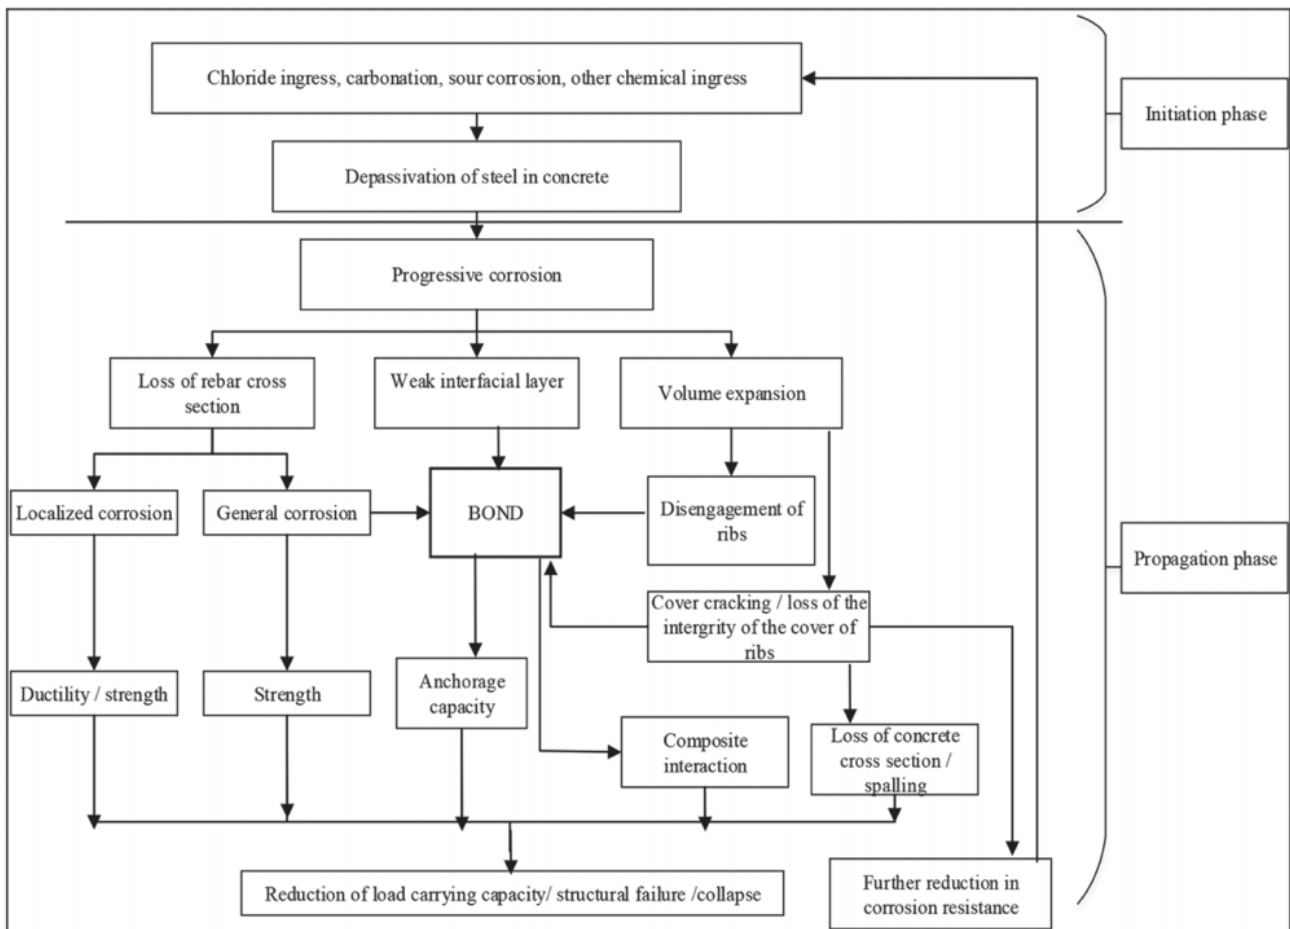 Chloride ingress, carbonation, sour corrosion, other chemical ingress
Initiation phase
Depassivation of steel in concrete
Progressive corrosion
Loss of rebar cross
section
Weak interfacial layer
Volume expansion
Localized corrosion
General corrosion
BOND
Disengagement of
ribs
Propagation phase
Cover cracking / loss of the
intergrity of the cover of
ribs
Ductility / strength
Strength
Anchorage
capacity
Composite
interaction
Loss of concrete
cross section /
spalling
Reduction of load carrying capacity/ structural failure /collapse
Further reduction in
corrosion resistance